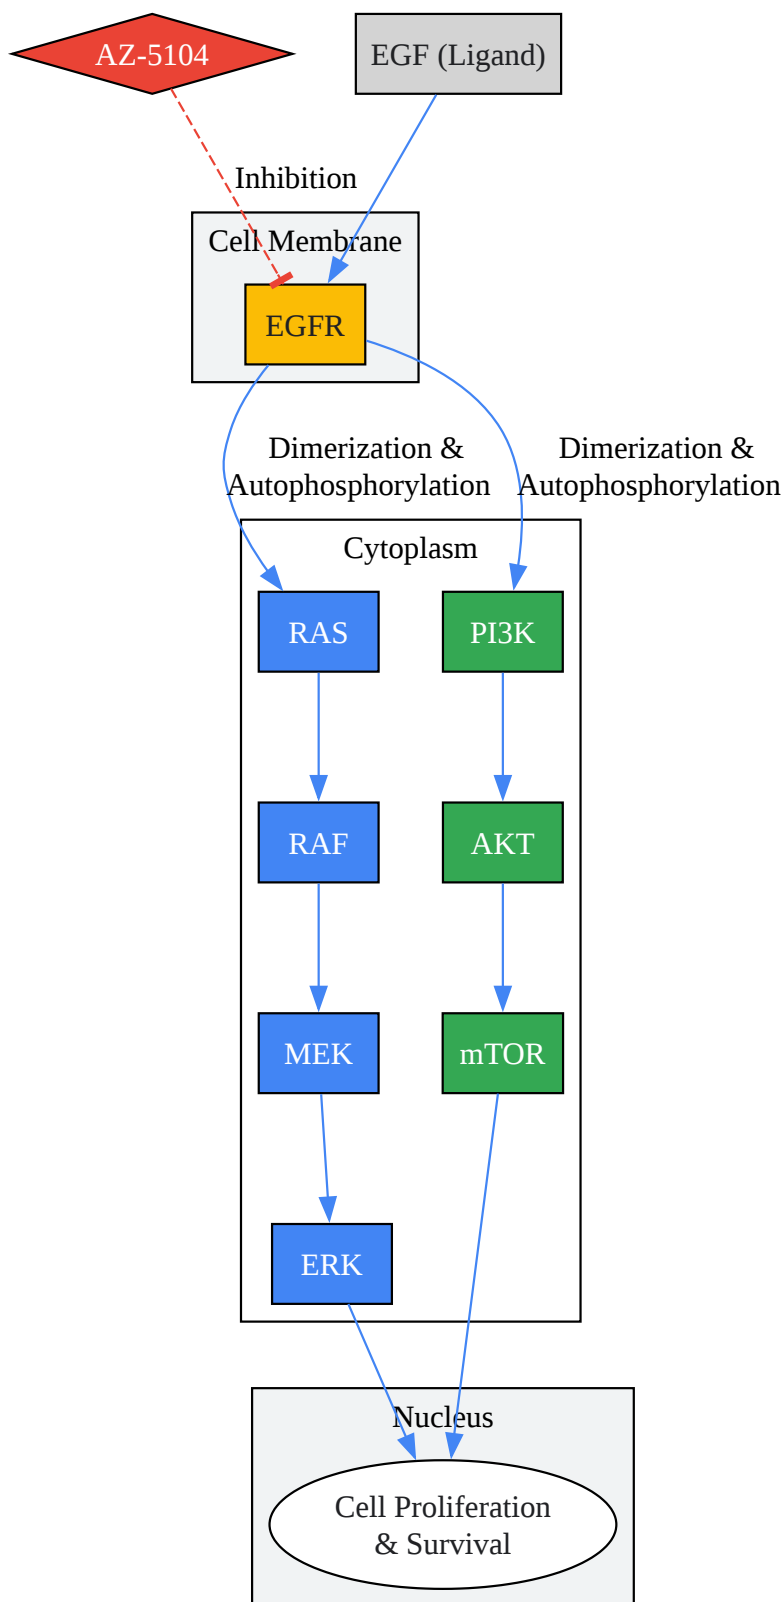 AZ-5104
EGF (Ligand)
Inhibition
Cell Membrane
EGFR
Dimerization &
Autophosphorylation
Dimerization &
Autophosphorylation
Cytoplasm
RAS
PI3K
RAF
AKT
MEK
mTOR
ERK
Nucleus
Cell Proliferation
& Survival